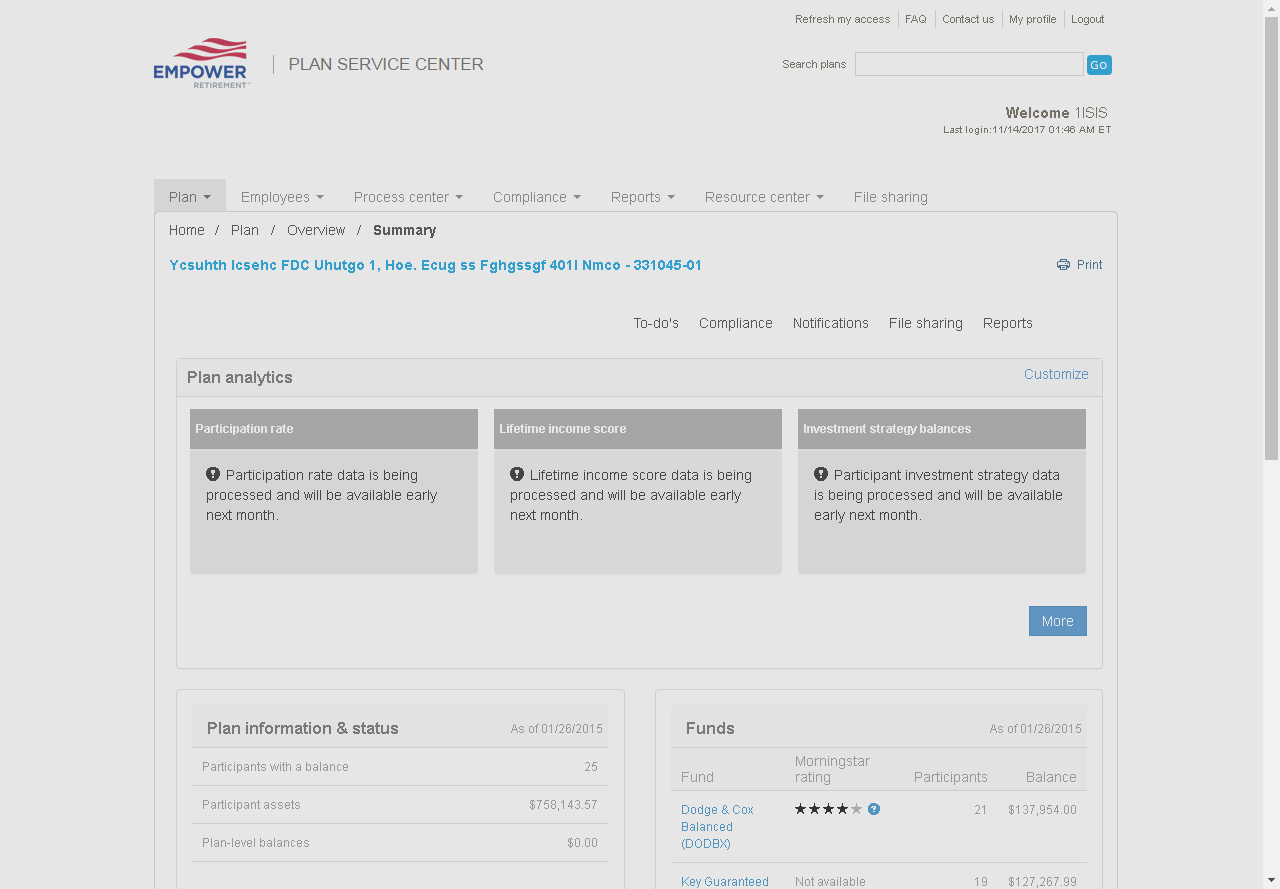 Refresh my access FAQ Contact us My profile Logout
EMPOWER
RETIREMENT™
PLAN SERVICE CENTER
Search plans Go
Welcome 1ISIS
Last login:11/14/2017 01:46 AM ET
Plan Employees Process center Compliance Reports Resource center File sharing
Home / Plan / Overview / Summary
Ycsuhth Icsehc FDC Uhutgo 1, Hoe. Ecug ss Fghgssgf 401I Nmco - 331045-01
Print
To-do's Compliance Notifications File sharing Reports
Plan analytics Customize
Participation rate
Participation rate data is being
processed and will be available early
next month.
Lifetime income score
Lifetime income score data is being
processed and will be available early
next month.
Investment strategy balances
Participant investment strategy data
is being processed and will be available
early next month.
More
Plan information & status As of 01/26/2015
Participants with a balance 25
Participant assets $758,143.57
Plan-level balances $0.00
Funds As of 01/26/2015
Fund Morningstar rating Participants Balance
Dodge & Cox 21 $137,954.00
Balanced
(DODBX)
Key Guaranteed Not available 19 $127,267.99